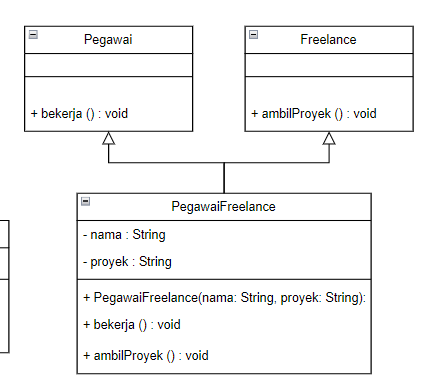 Pegawai
+ bekerja () : void
Freelance
+ ambilProyek () : void
PegawaiFreelance
- nama : String
- proyek : String
+ PegawaiFreelance(nama: String, proyek: String):
+ bekerja () : void
+ ambilProyek () : void